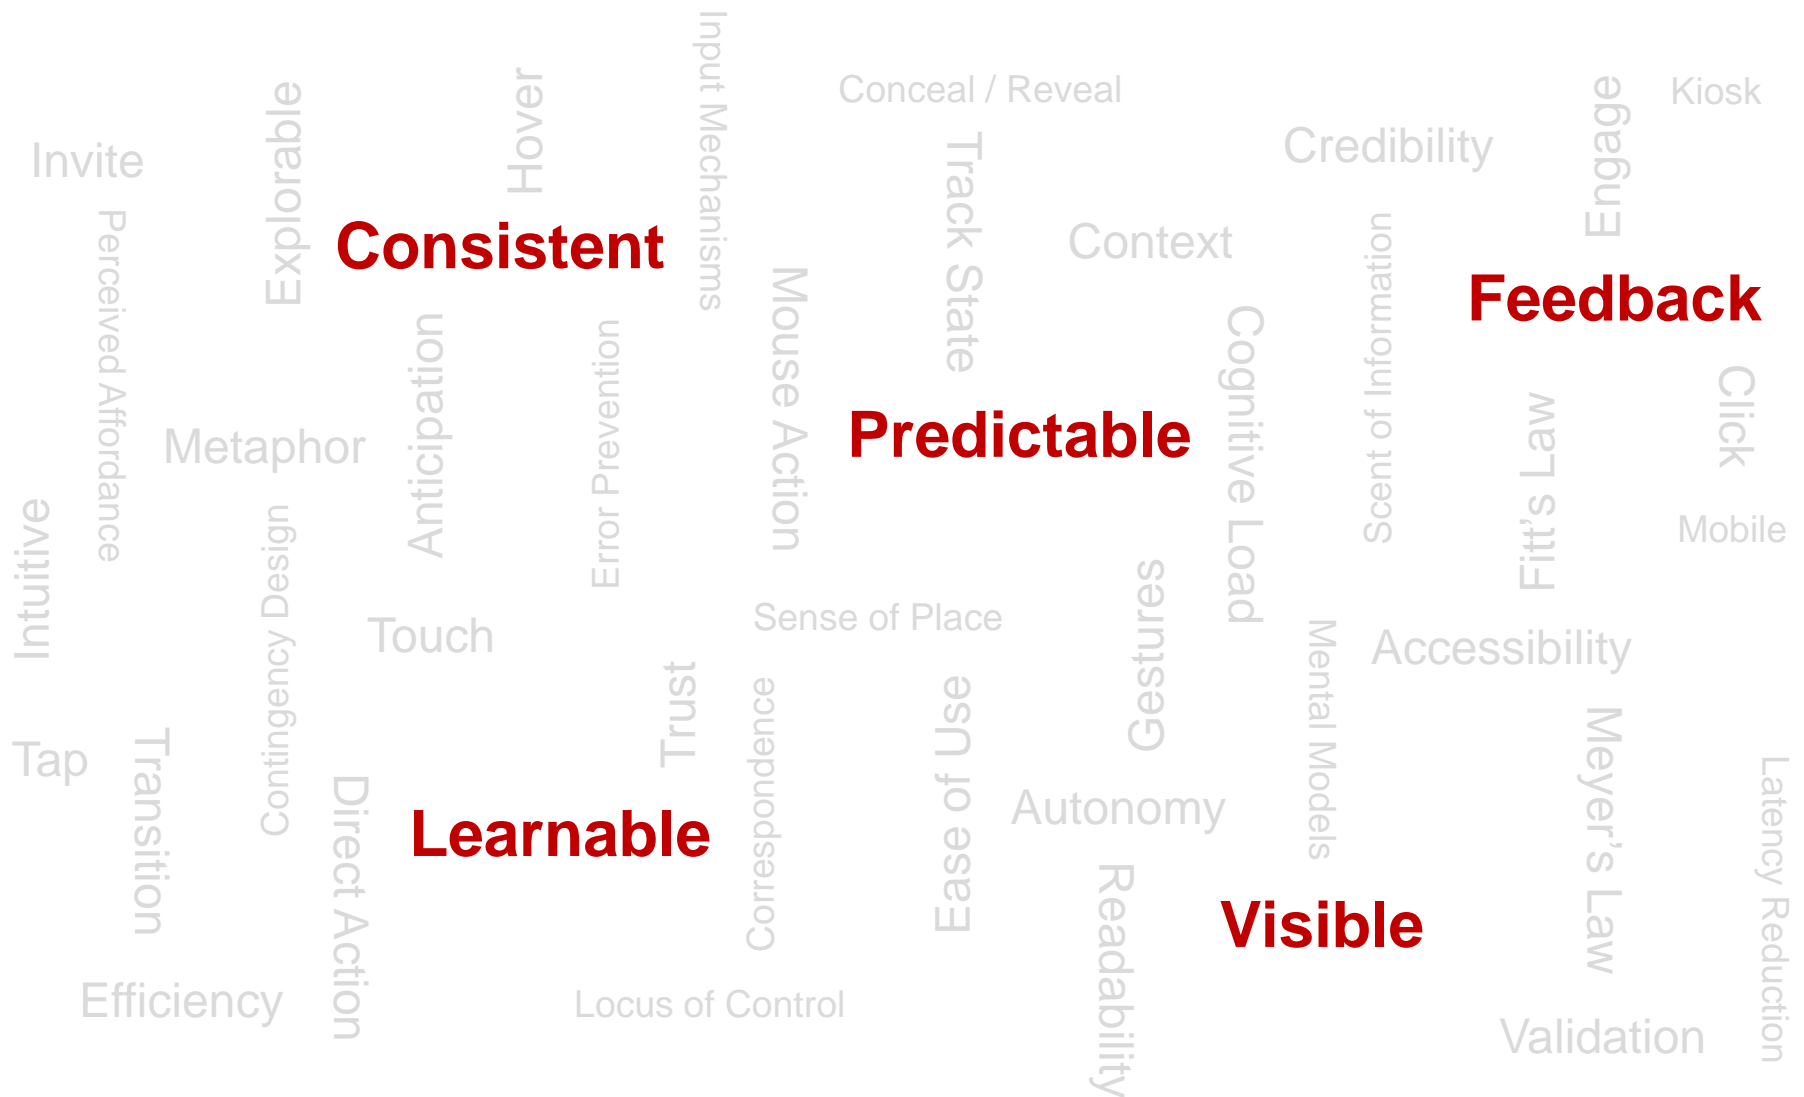 Input Mechanisms
Hover
Explorable
Conceal / Reveal
Engage
Kiosk
Invite
Track State
Credibility
Perceived Affordance
Consistent
Context
Scent of Information
Feedback
Mouse Action
Anticipation
Error Prevention
Cognitive Load
Click
Metaphor
Predictable
Fitt’s Law
Intuitive
Contingency Design
Mobile
Touch
Sense of Place
Gestures
Mental Models
Accessibility
Trust
Correspondence
Ease of Use
Meyer’s Law
Tap
Transition
Direct Action
Latency Reduction
Learnable
Autonomy
Readability
Visible
Efficiency
Locus of Control
Validation